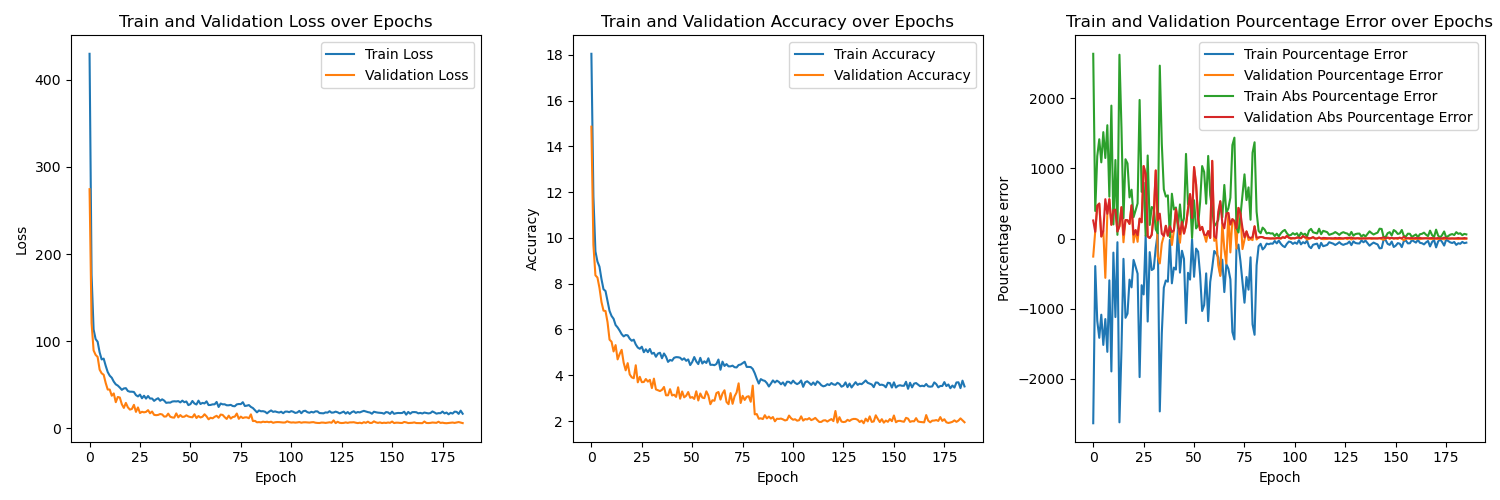 Train and Validation Loss over Epochs
Train Loss
Validation Loss
Loss
400
300
200
100
0
0 25 50 75 100 125 150 175
Epoch
Train and Validation Accuracy over Epochs
Train Accuracy
Validation Accuracy
Accuracy
18
16
14
12
10
8
6
4
2
0 25 50 75 100 125 150 175
Epoch
Train and Validation Pourcentage Error over Epochs
Train Pourcentage Error
Validation Pourcentage Error
Train Abs Pourcentage Error
Validation Abs Pourcentage Error
Pourcentage error
2000
1000
0
−1000
−2000
0 25 50 75 100 125 150 175
Epoch